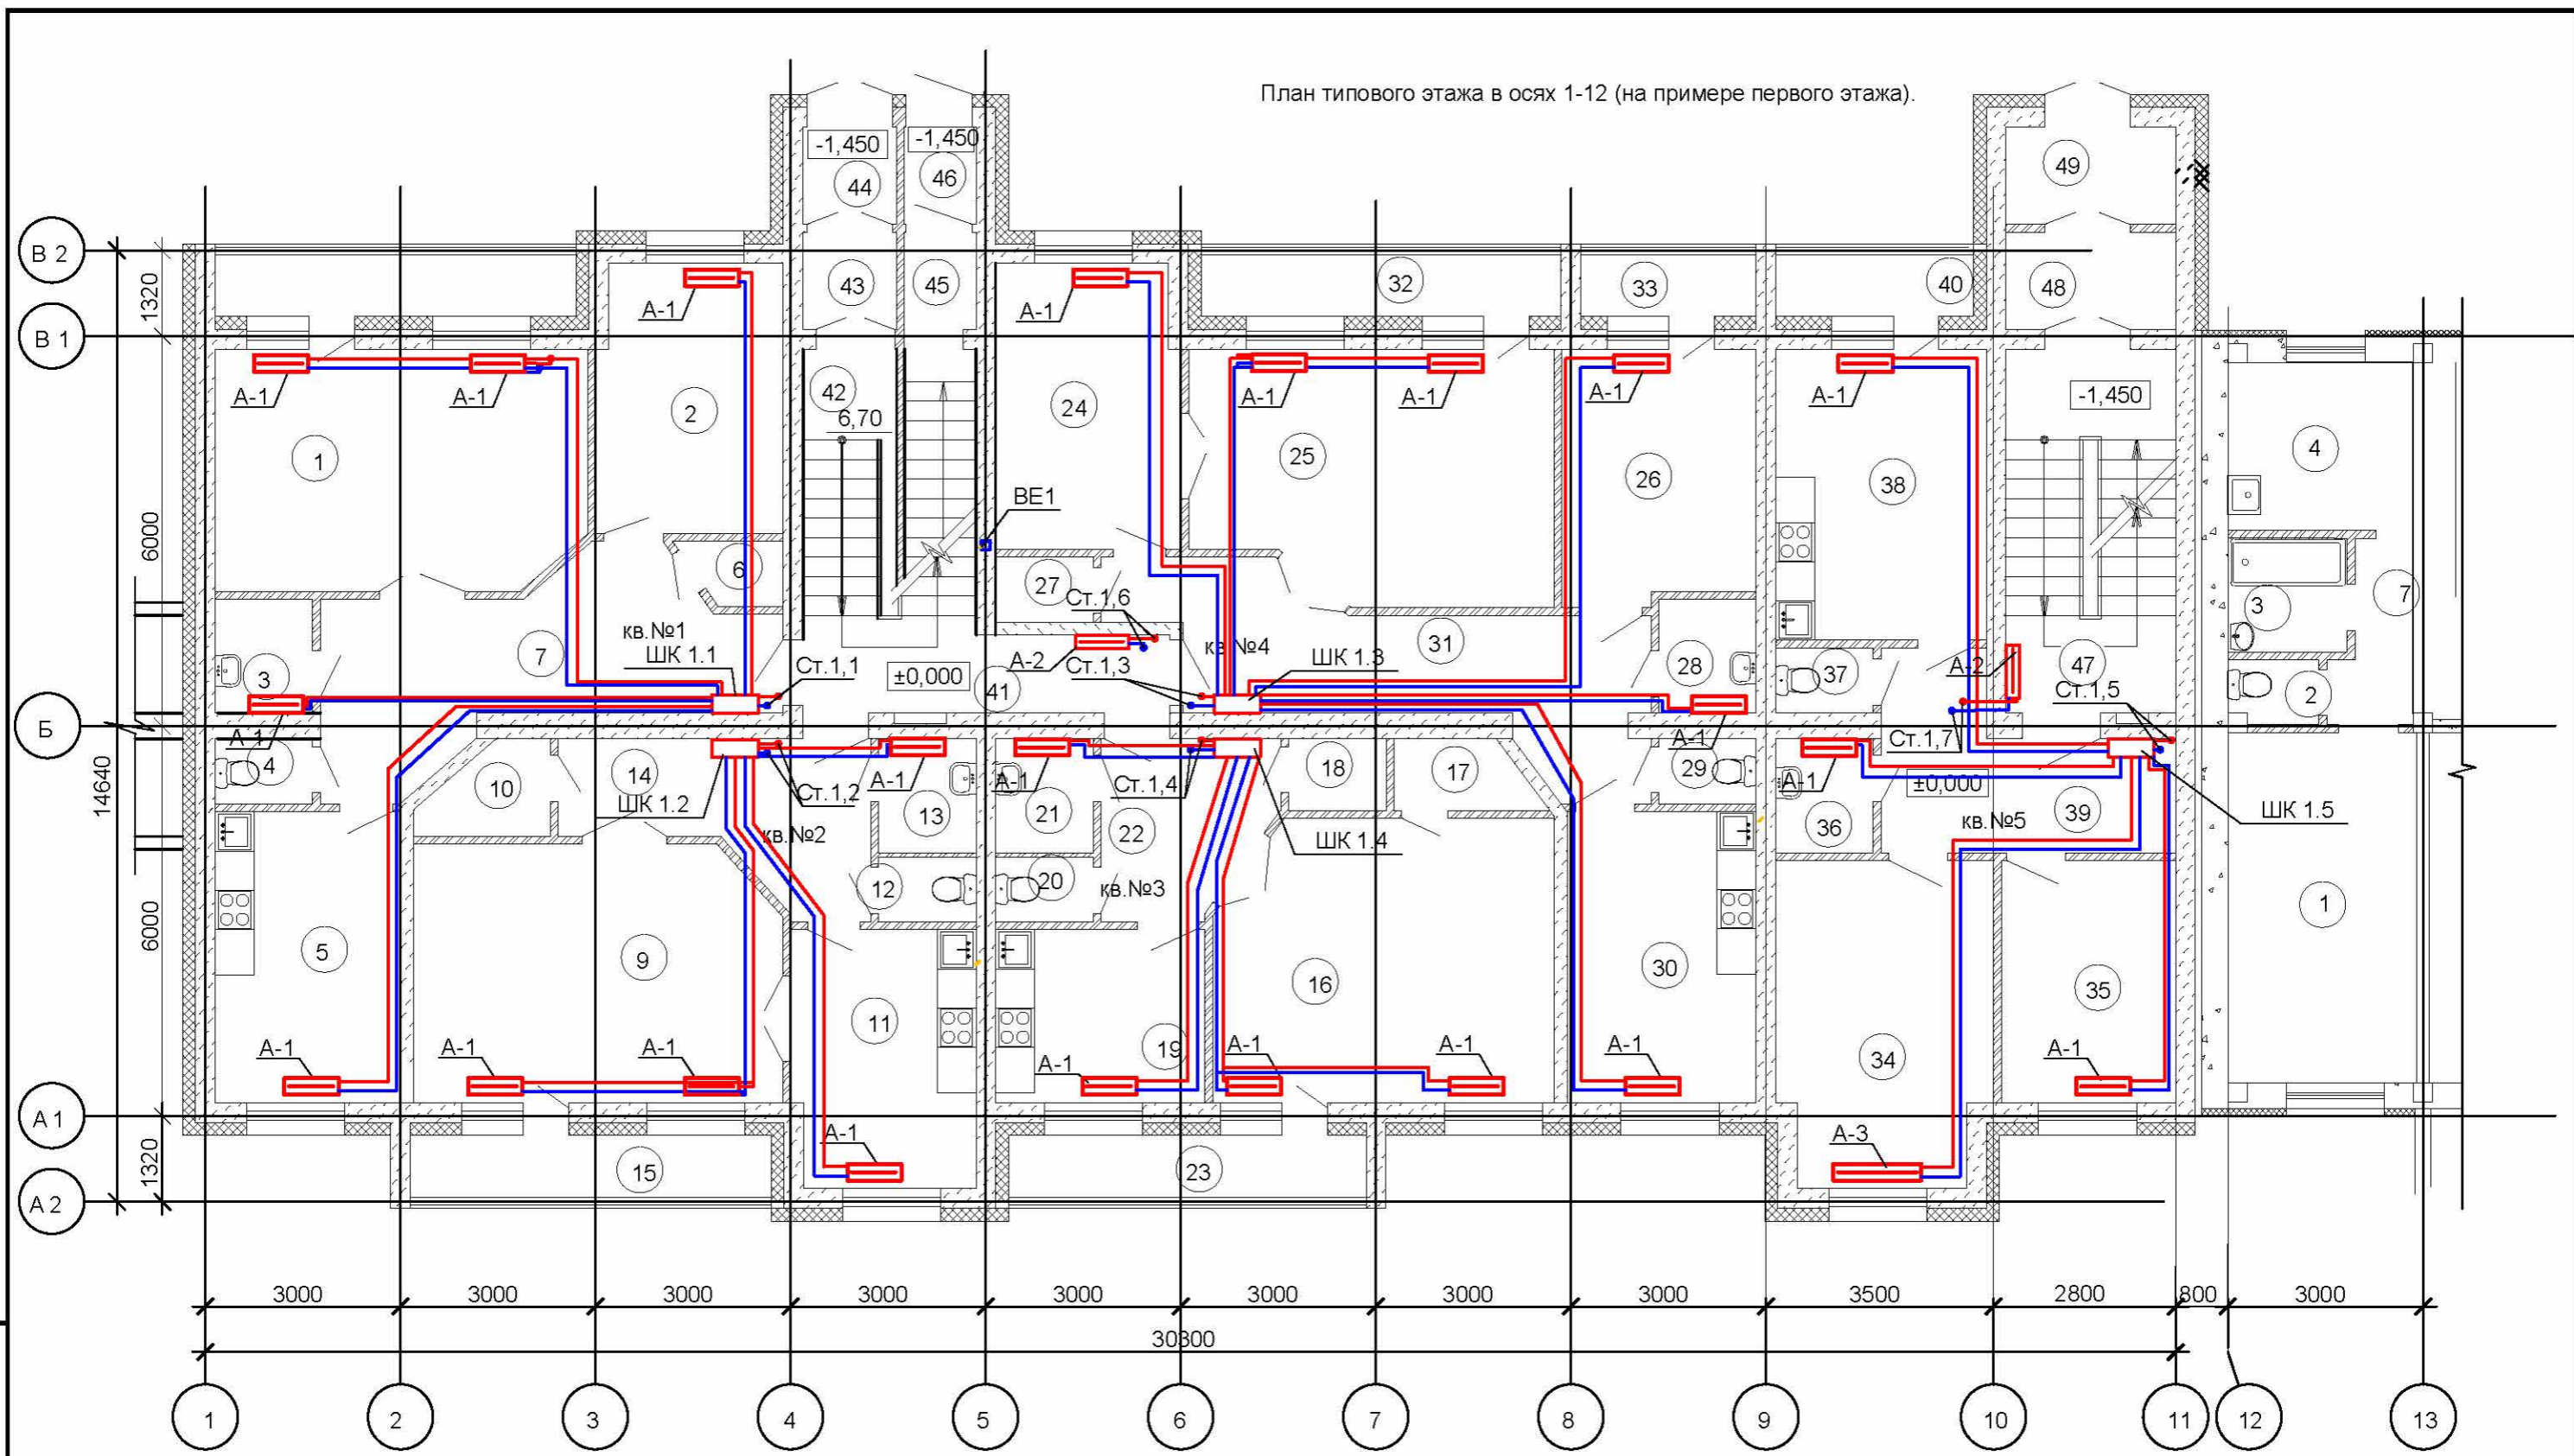 План типового этажа в осях 1-12 (на примере первого этажа).
-1,450
-1,450
44
46
49
В 2
43
45
32
33
40
48
1320
А-1
А-1
В 1
А-1
А-1
42
6,70
24
А-1
А-1
А-1
А-1
-1,450
1
2
25
26
38
4
6000
ВЕ1
6
27
Ст.1,6
3
7
кв.№1
ШК 1.1
7
3
Ст.1,1
±0,000
41
А-2
Ст.1,3
кв.№4
ШК 1.3
31
28
37
А-2
47
Ст.1,5
2
Б
А-1
4
10
14
ШК 1.2
Ст.1,2
А-1
13
А-1
21
22
Ст.1,4
18
17
ШК 1.4
А-1
29
А-1
Ст.1,7
±0,000
36
кв.№5
39
ШК 1.5
14640
кв.№2
12
20
кв.№3
1
6000
5
9
11
16
30
35
34
19
А-1
А-1
А-1
А-1
А-1
А-1
А-1
А-1
А 1
1320
15
А-1
23
А-3
А 2
3000
3000
3000
3000
3000
3000
3000
3000
3500
2800
800
3000
30300
1
2
3
4
5
6
7
8
9
10
11
12
13